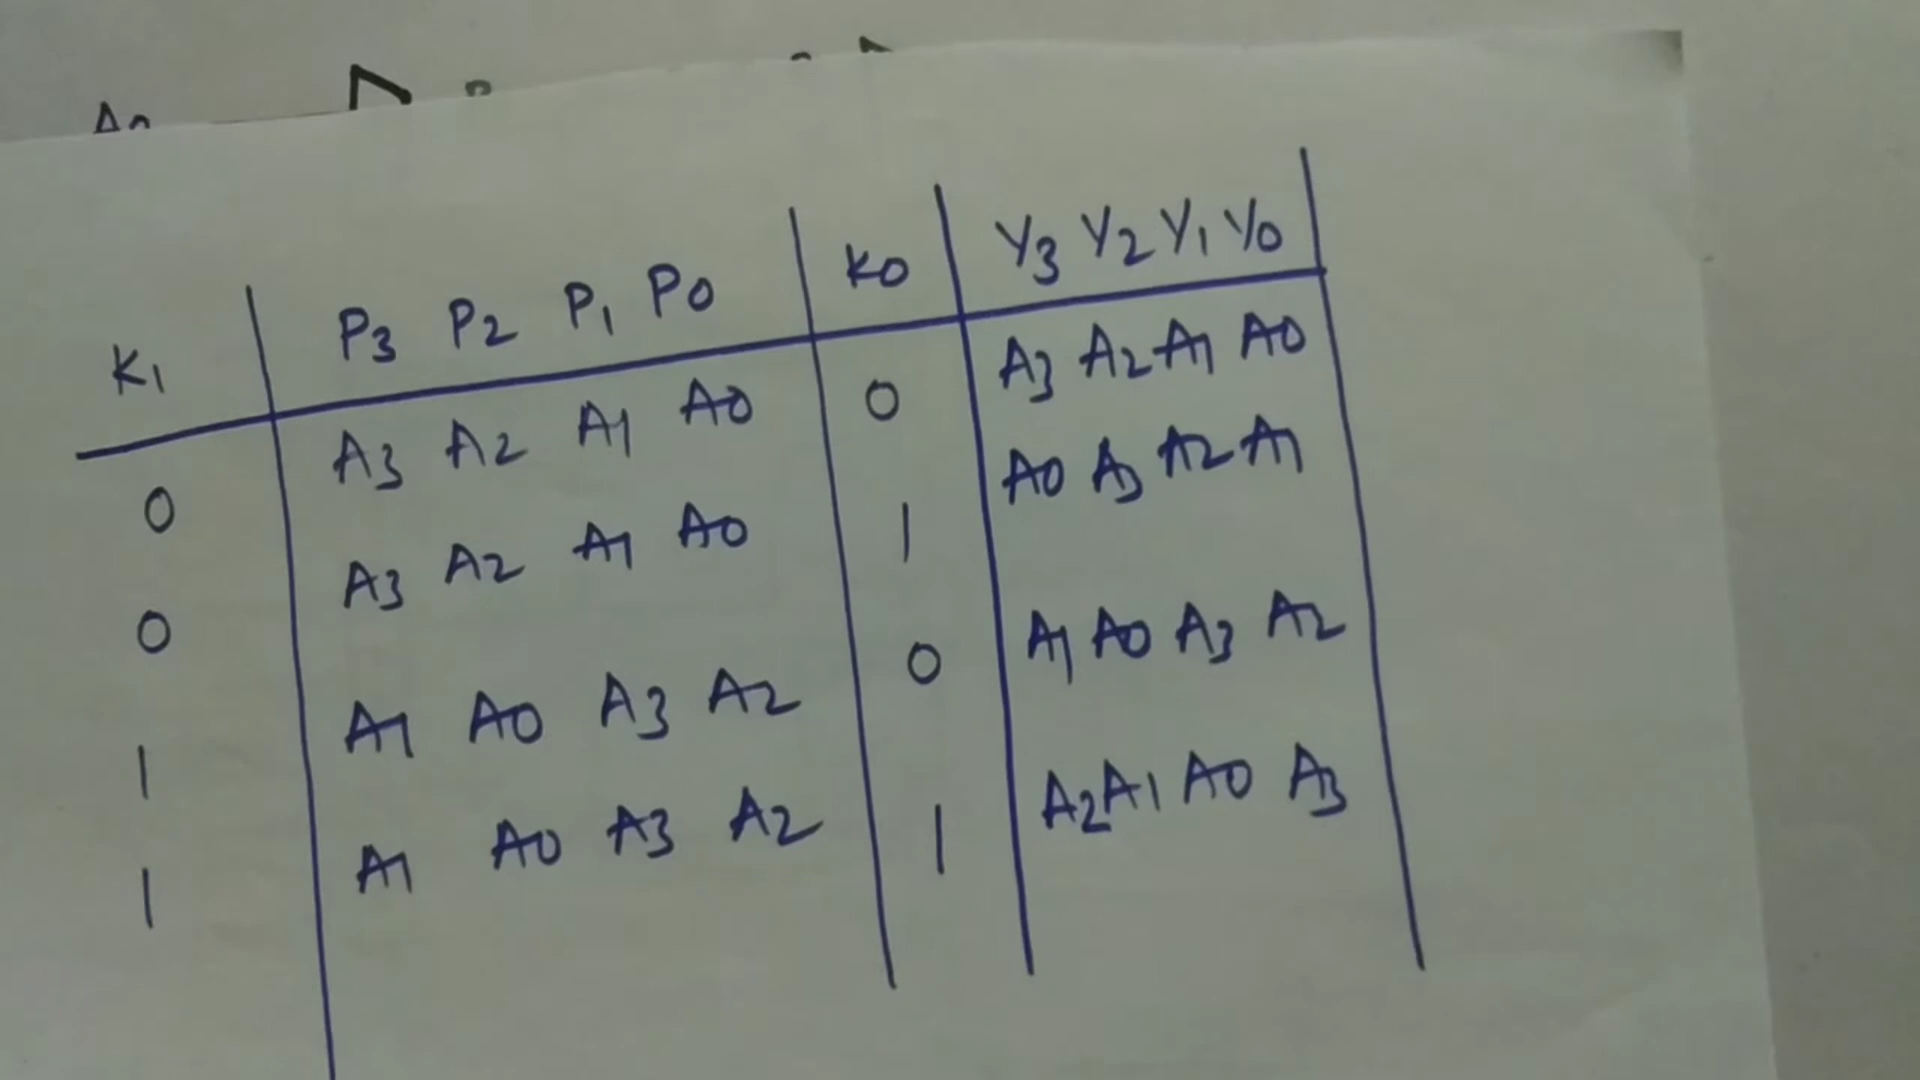 K1 P3 P2 P1 P0 K0 Y3 Y2 Y1 Y0
0 A3 A2 A1 A0 0 A3 A2 A1 A0
0 A3 A2 A1 A0 1 A0 A3 A2 A1
1 A1 A0 A3 A2 0 A1 A0 A3 A2
1 A1 A0 A3 A2 1 A2 A1 A0 A3